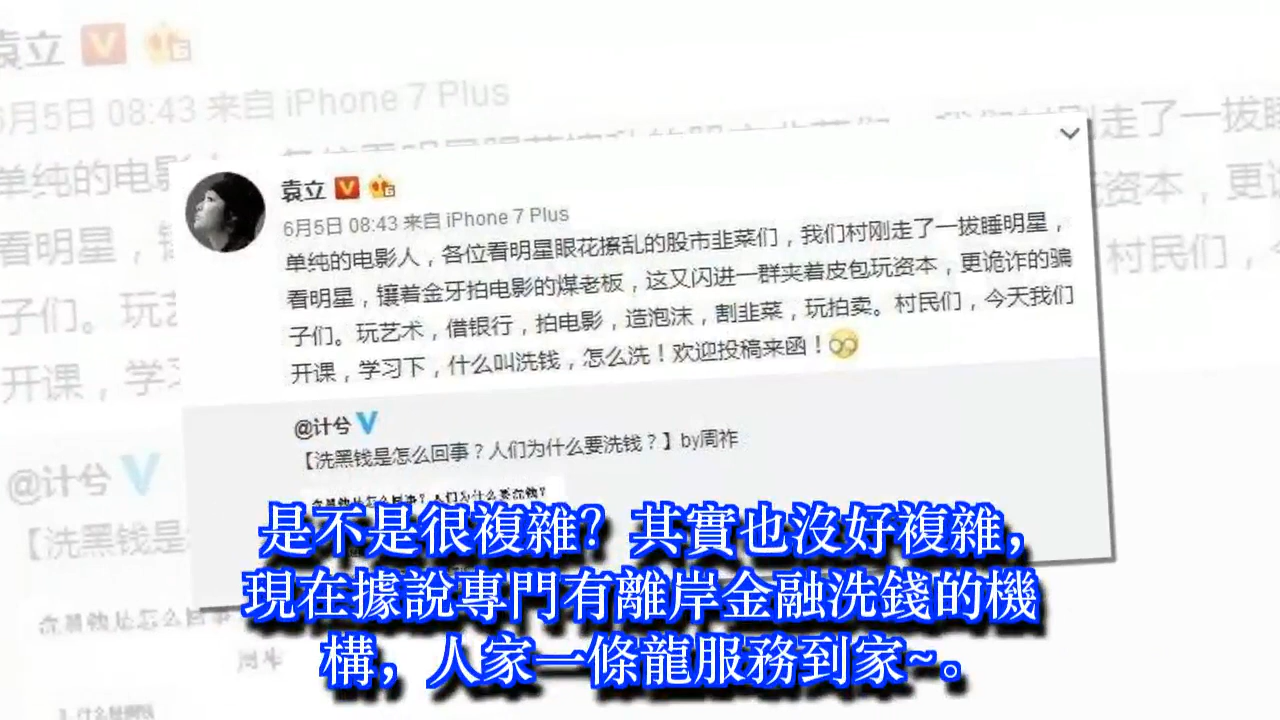 袁立
6月5日 08:43 来自 iPhone 7 Plus
单纯的电影人，各位看明星眼花撩乱的股市韭菜们，我们村刚走了一拔睡明星，
看明星，镶着金牙拍电影的煤老板，这又闪进一群夹着皮包玩资本，更诡诈的骗
子们。玩艺术，借银行，拍电影，造泡沫，割韭菜，玩拍卖。村民们，今天我们
开课，学习下，什么叫洗钱，怎么洗！欢迎投稿来函！
@计兮
【洗黑钱是怎么回事？人们为什么要洗钱？】by周祚
是不是很複雜？其實也沒好複雜，
現在據說專門有離岸金融洗錢的機
構，人家一條龍服務到家~。